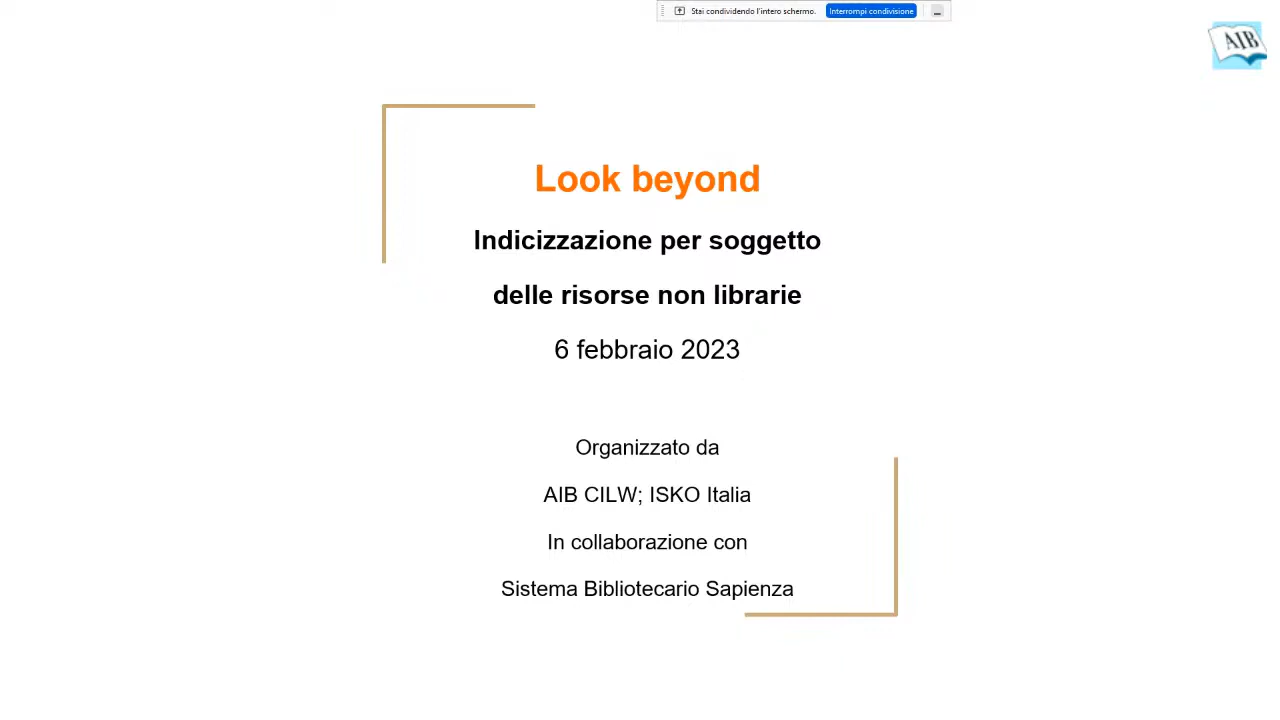 Stai condividendo l'intero schermo. Interrompi condivisione
AIB
Look beyond
Indicizzazione per soggetto
delle risorse non librarie
6 febbraio 2023
Organizzato da
AIB CILW; ISKO Italia
In collaborazione con
Sistema Bibliotecario Sapienza